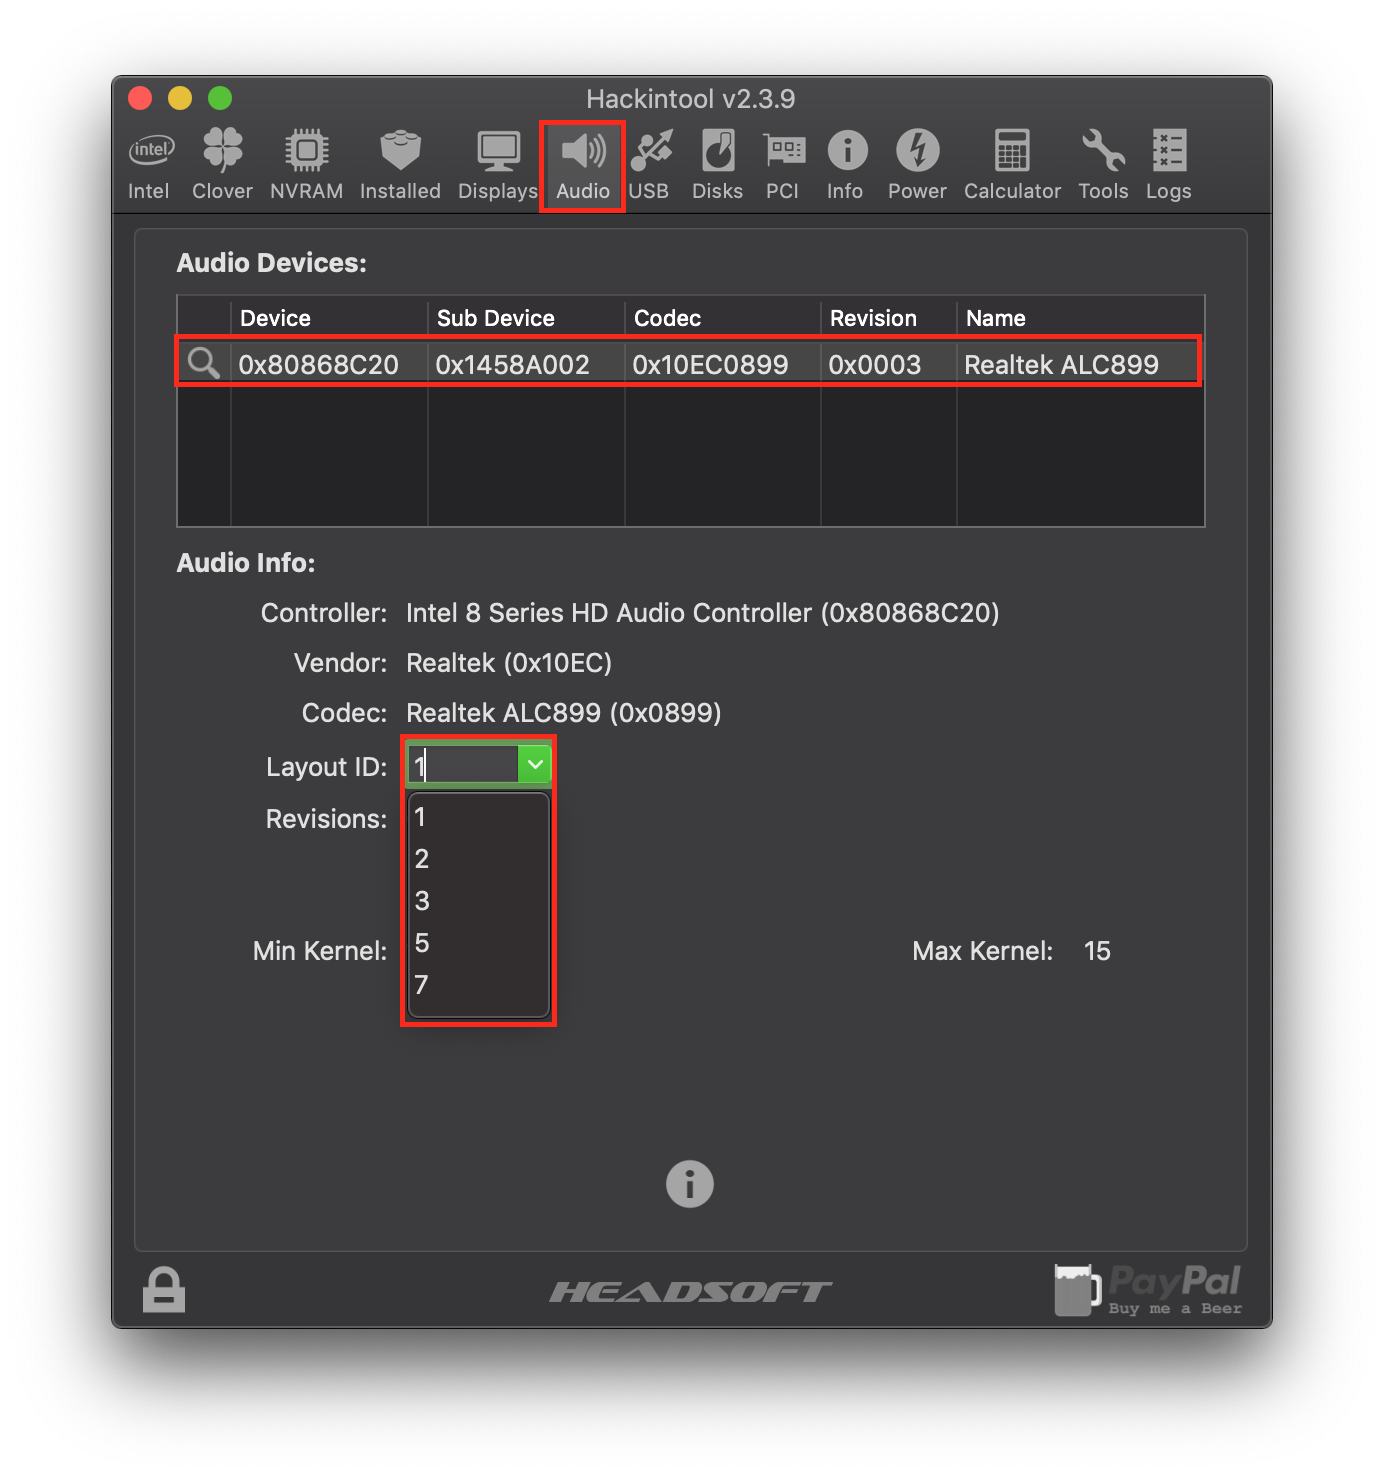 Hackintool v2.3.9
intel
Intel Clover NVRAM Installed Displays Audio USB Disks PCI Info Power Calculator Tools Logs
Audio Devices:
Device Sub Device Codec Revision Name
0x80868C20 0x1458A002 0x10EC0899 0x0003 Realtek ALC899
Audio Info:
Controller: Intel 8 Series HD Audio Controller (0x80868C20)
Vendor: Realtek (0x10EC)
Codec: Realtek ALC899 (0x0899)
Layout ID: 1
Revisions: 1
2
3
5
Min Kernel: Max Kernel: 15
7
HEADSOFT
PayPal
Buy me a Beer